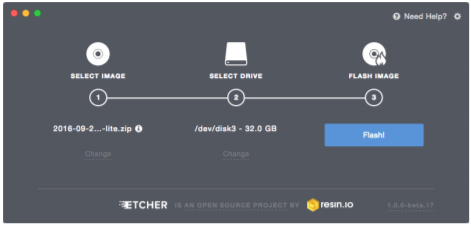 Need Help?
SELECT IMAGE
SELECT DRIVE
FLASH IMAGE
1
2
3
2016-09-2...-lite.zip
/dev/disk3 - 32.0 GB
Flash!
Change
Change
ETCHER IS AN OPEN SOURCE PROJECT BY resin.io
1.0.0-beta.17